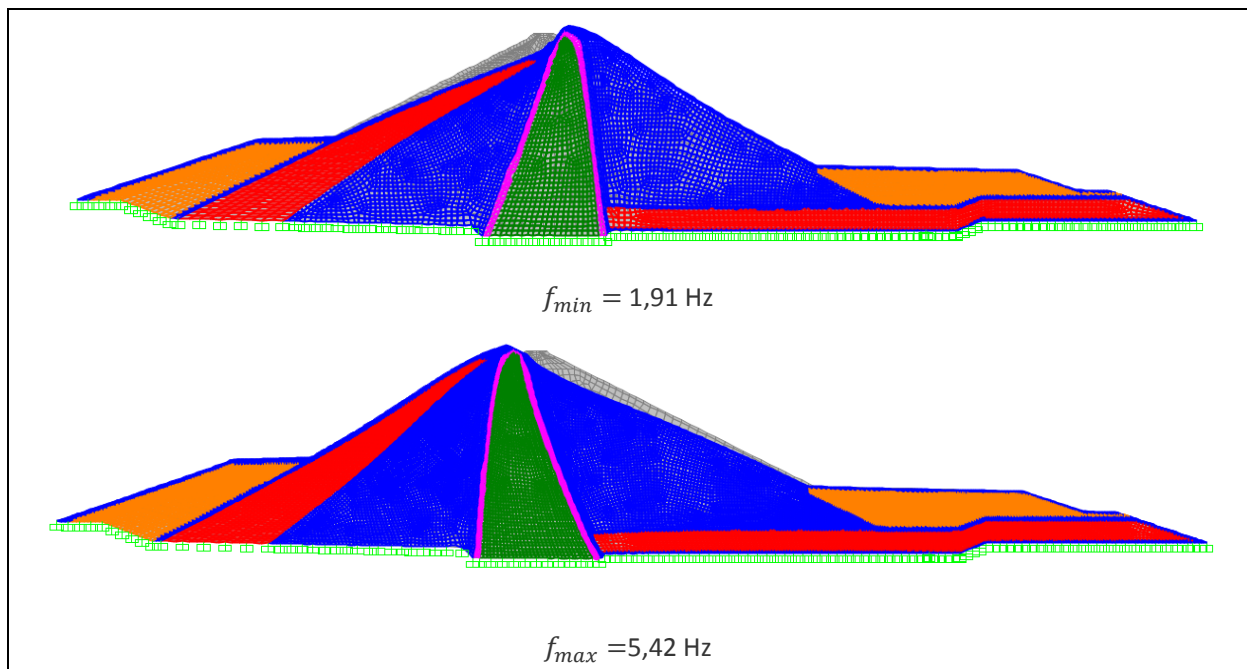 f_min = 1,91 Hz
f_max =5,42 Hz